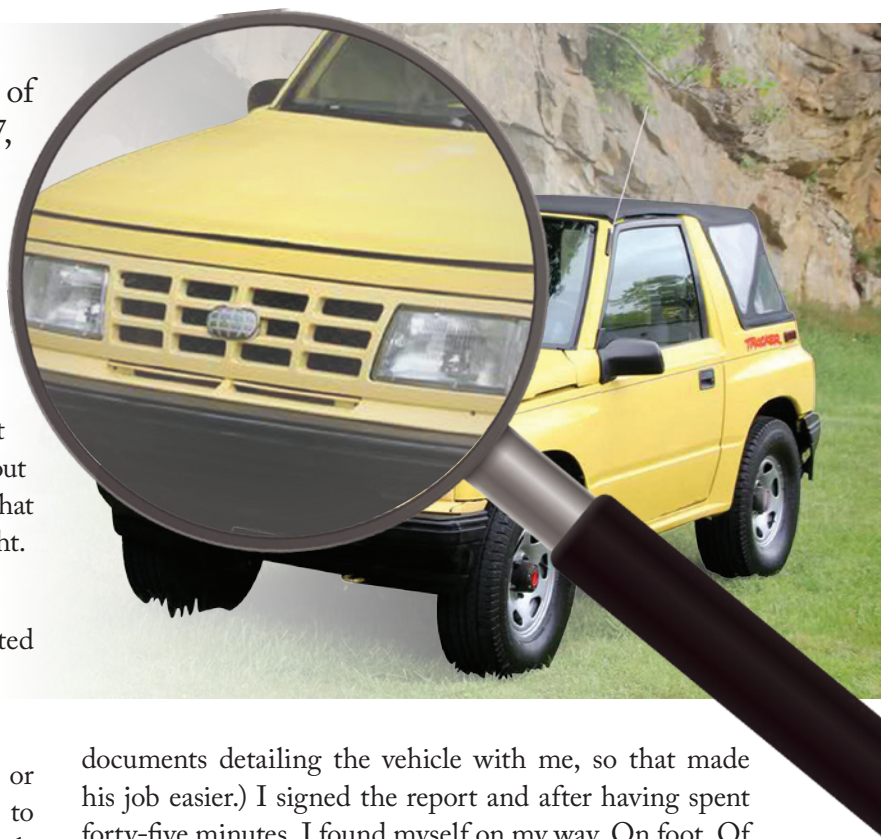 of
7,
t
out
hat
ht.
ted
TRACKER
or
to
documents detailing the vehicle with me, so that made
his job easier.) I signed the report and after having spent
forty-five minutes, I found myself on my way. On foot. Of